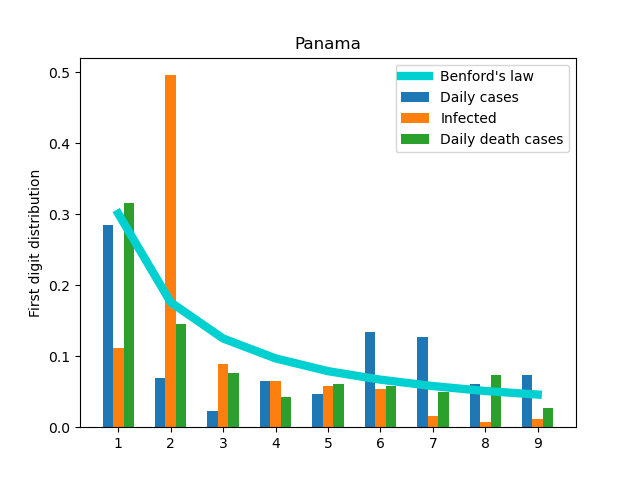 Panama
Benford's law
Daily cases
Infected
Daily death cases
First digit distribution
0.5
0.4
0.3
0.2
0.1
0.0
1 2 3 4 5 6 7 8 9